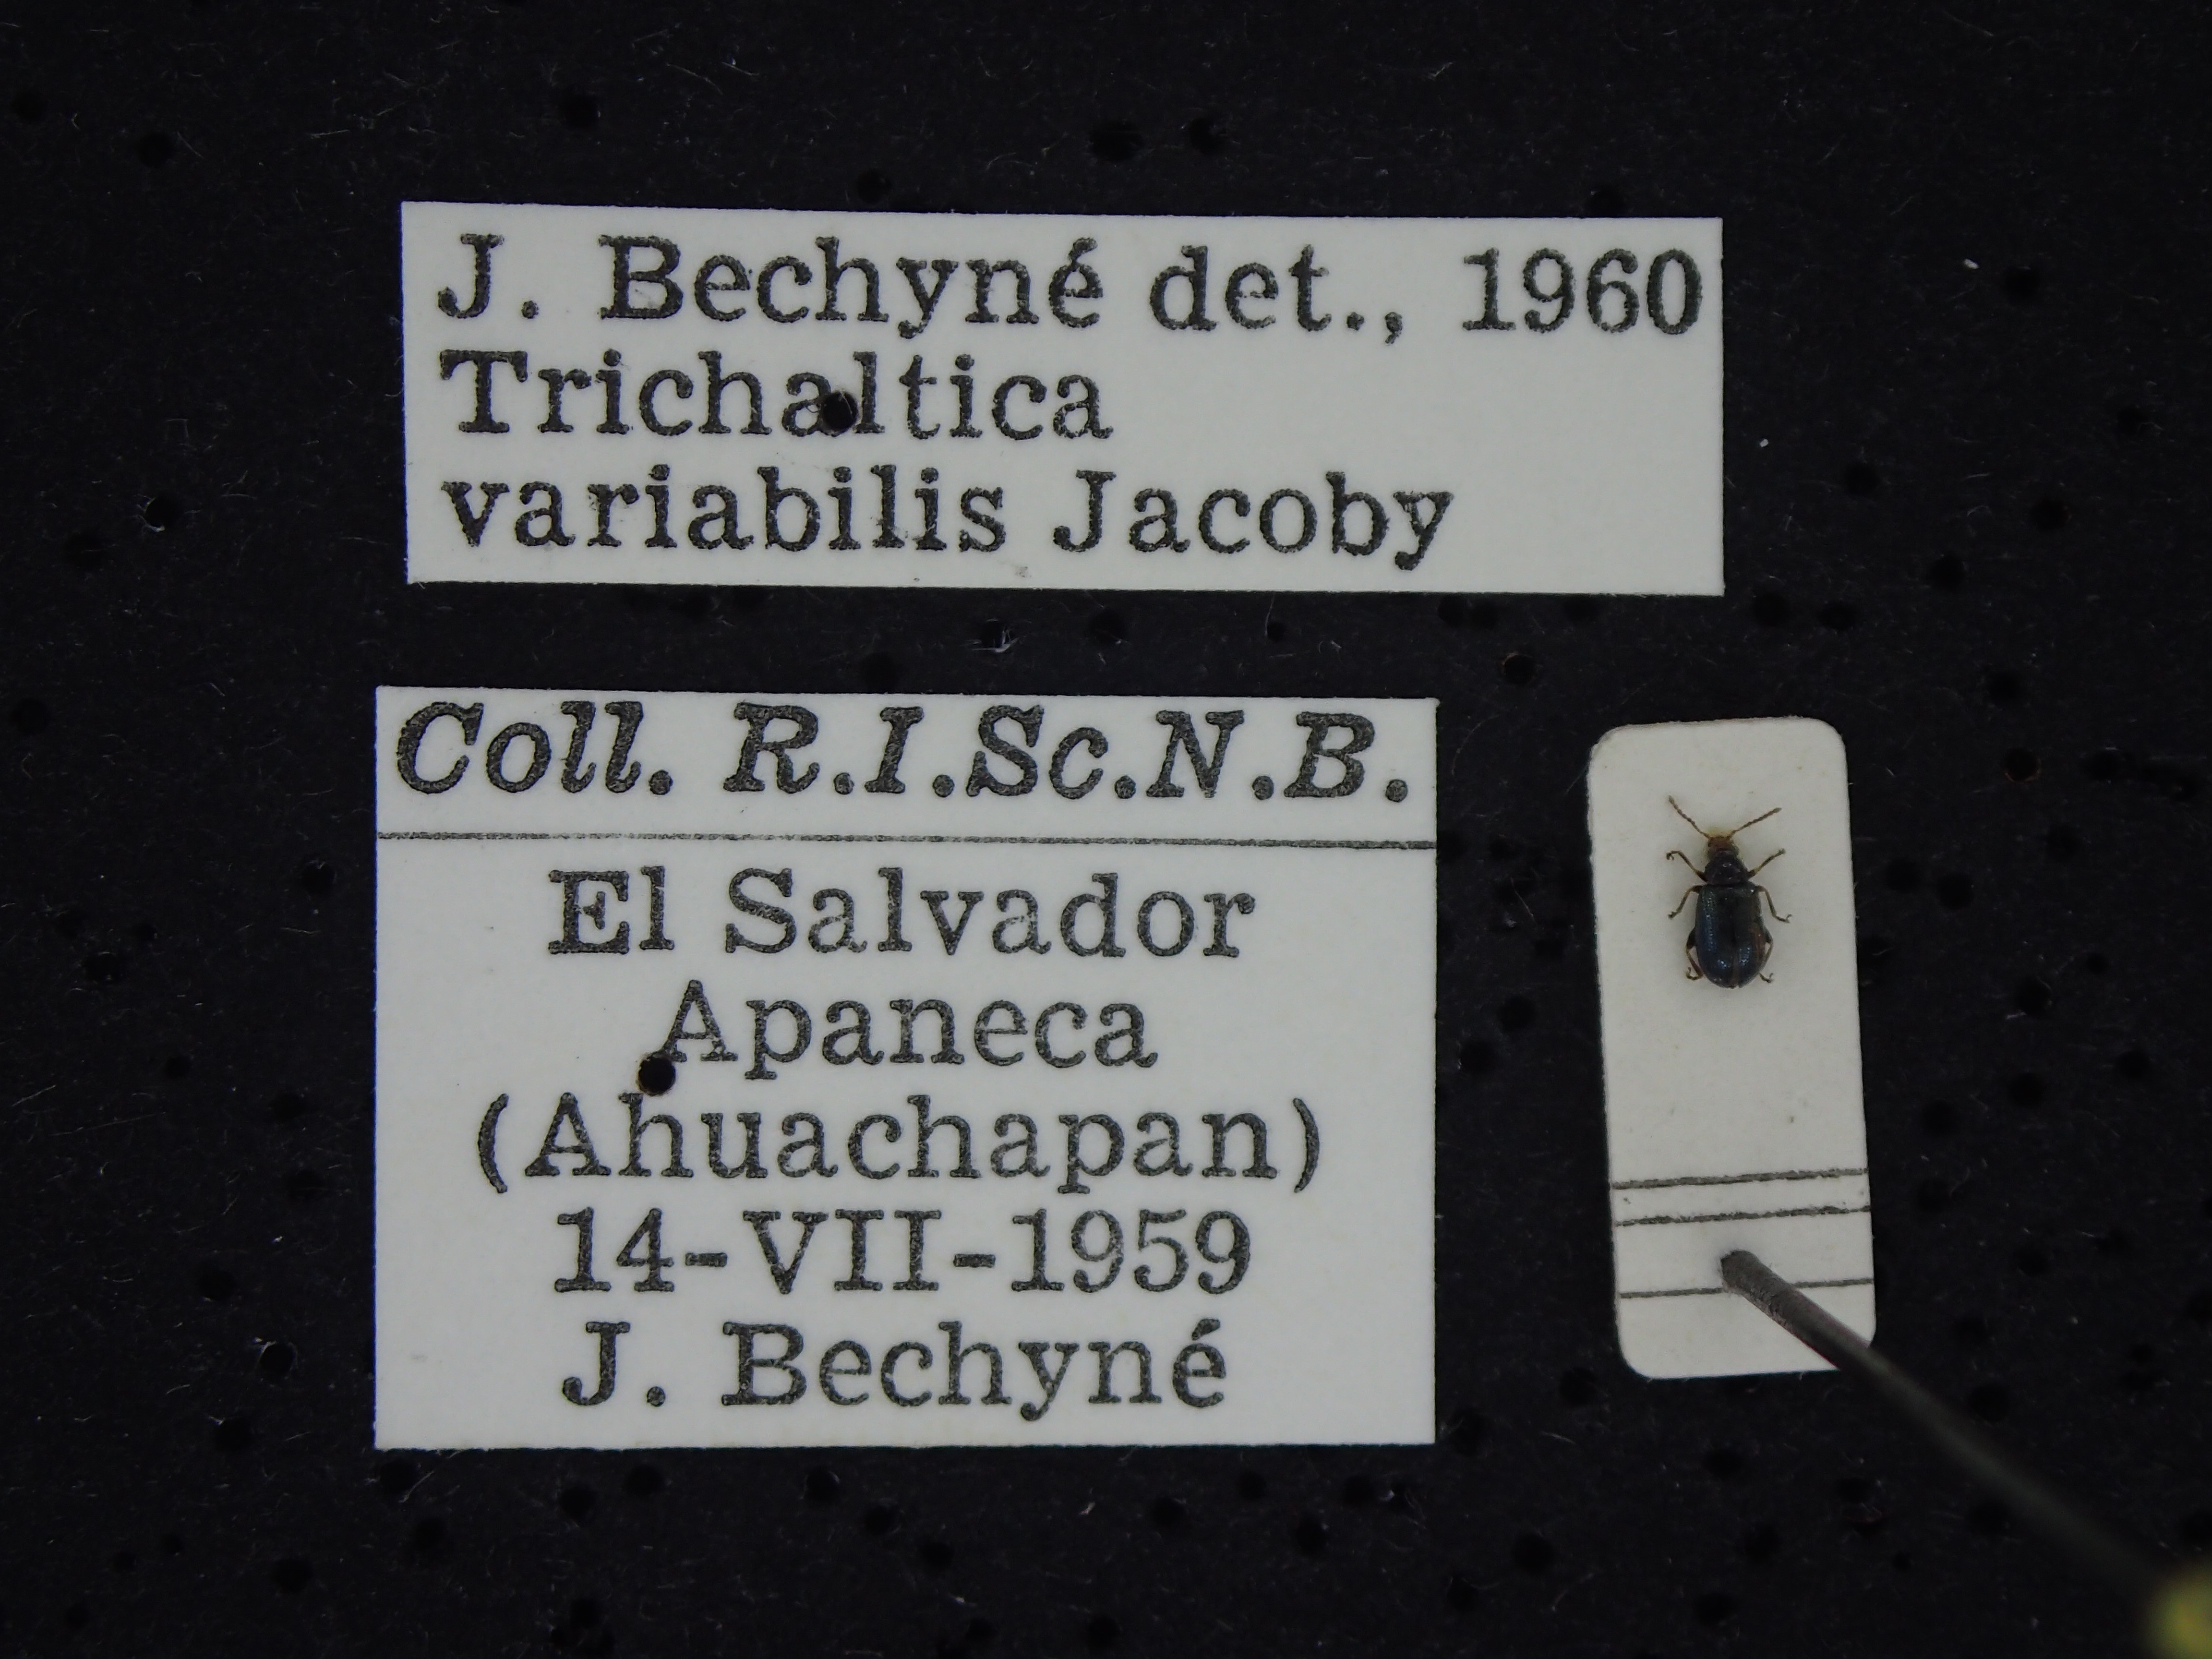 J. Bechyné det., 1960
Trichaltica
variabilis Jacoby
Coll. R.I.Sc.N.B.
El Salvador
Apaneca
(Ahuachapan)
14-VII-1959
J. Bechyné